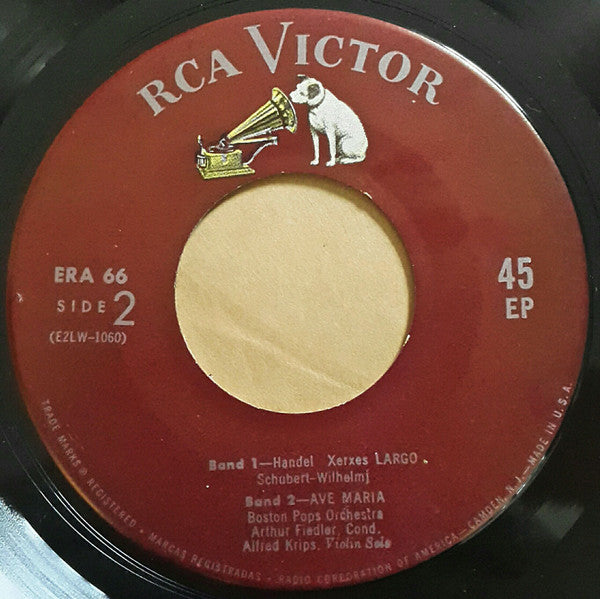 RCA VICTOR
ERA 66
SIDE 2
(E2LW-1060)
45
EP
Band 1—Handel Xerxes LARGO
Schubert-Wilhelmj
Band 2—AVE MARIA
Boston Pops Orchestra
Arthur Fiedler, Cond.
Alfred Krips, Violin Solo
TRADE MARKS ® REGISTERED • MARCAS REGISTRADAS - RADIO CORPORATION OF AMERICA—CAMDEN, N.J.—MADE IN U.S.A.